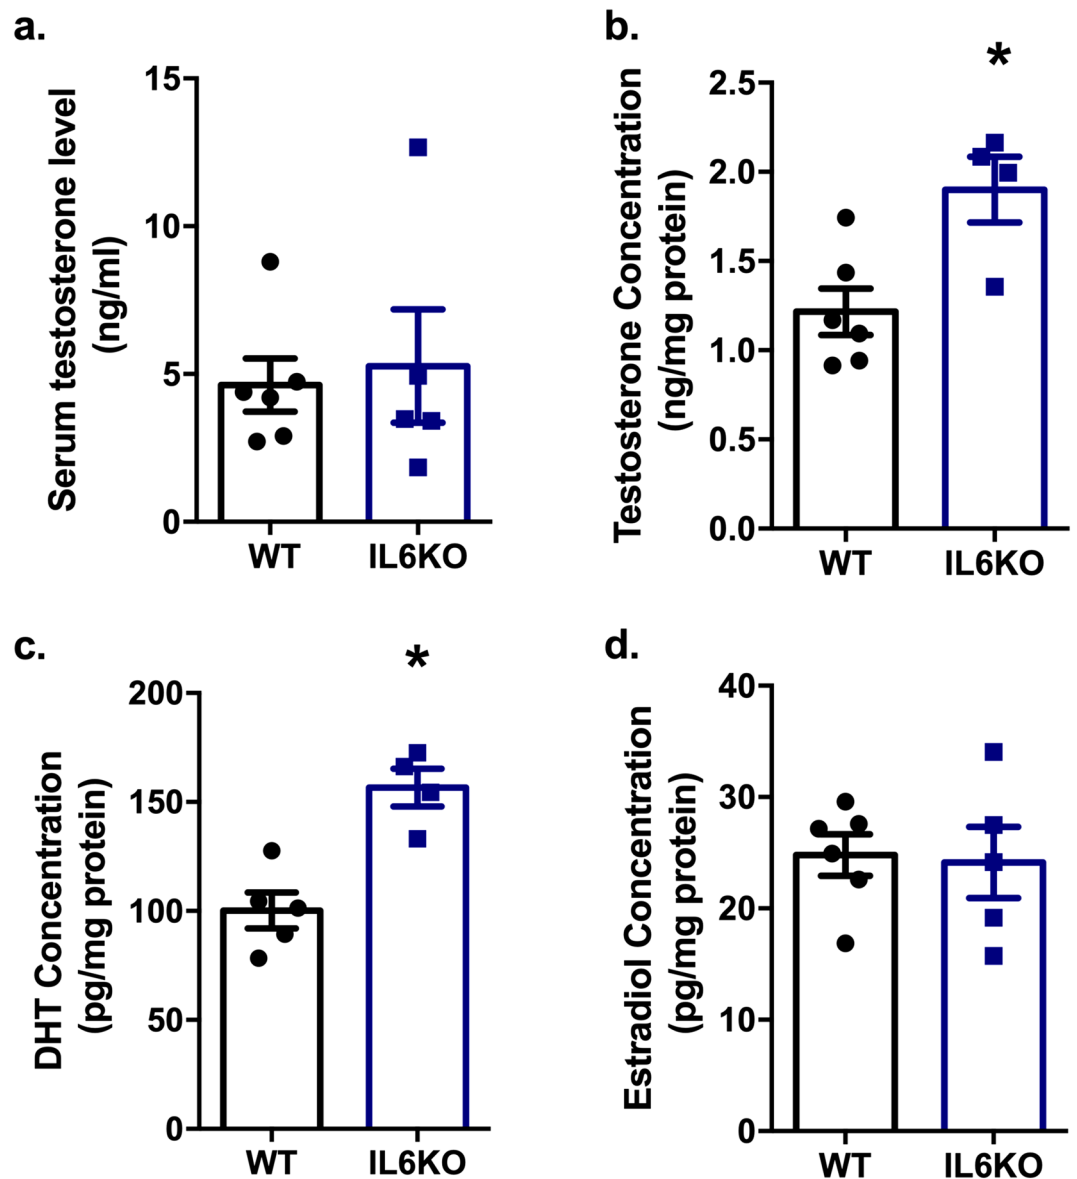 a.
Serum testosterone level
(ng/ml)
15
10
5
0
WT
IL6KO
b.
*
Testosterone Concentration
(ng/mg protein)
2.5
2.0
1.5
1.0
0.5
0.0
WT
IL6KO
c.
*
DHT Concentration
(pg/mg protein)
200
150
100
50
0
WT
IL6KO
d.
Estradiol Concentration
(pg/mg protein)
40
30
20
10
0
WT
IL6KO